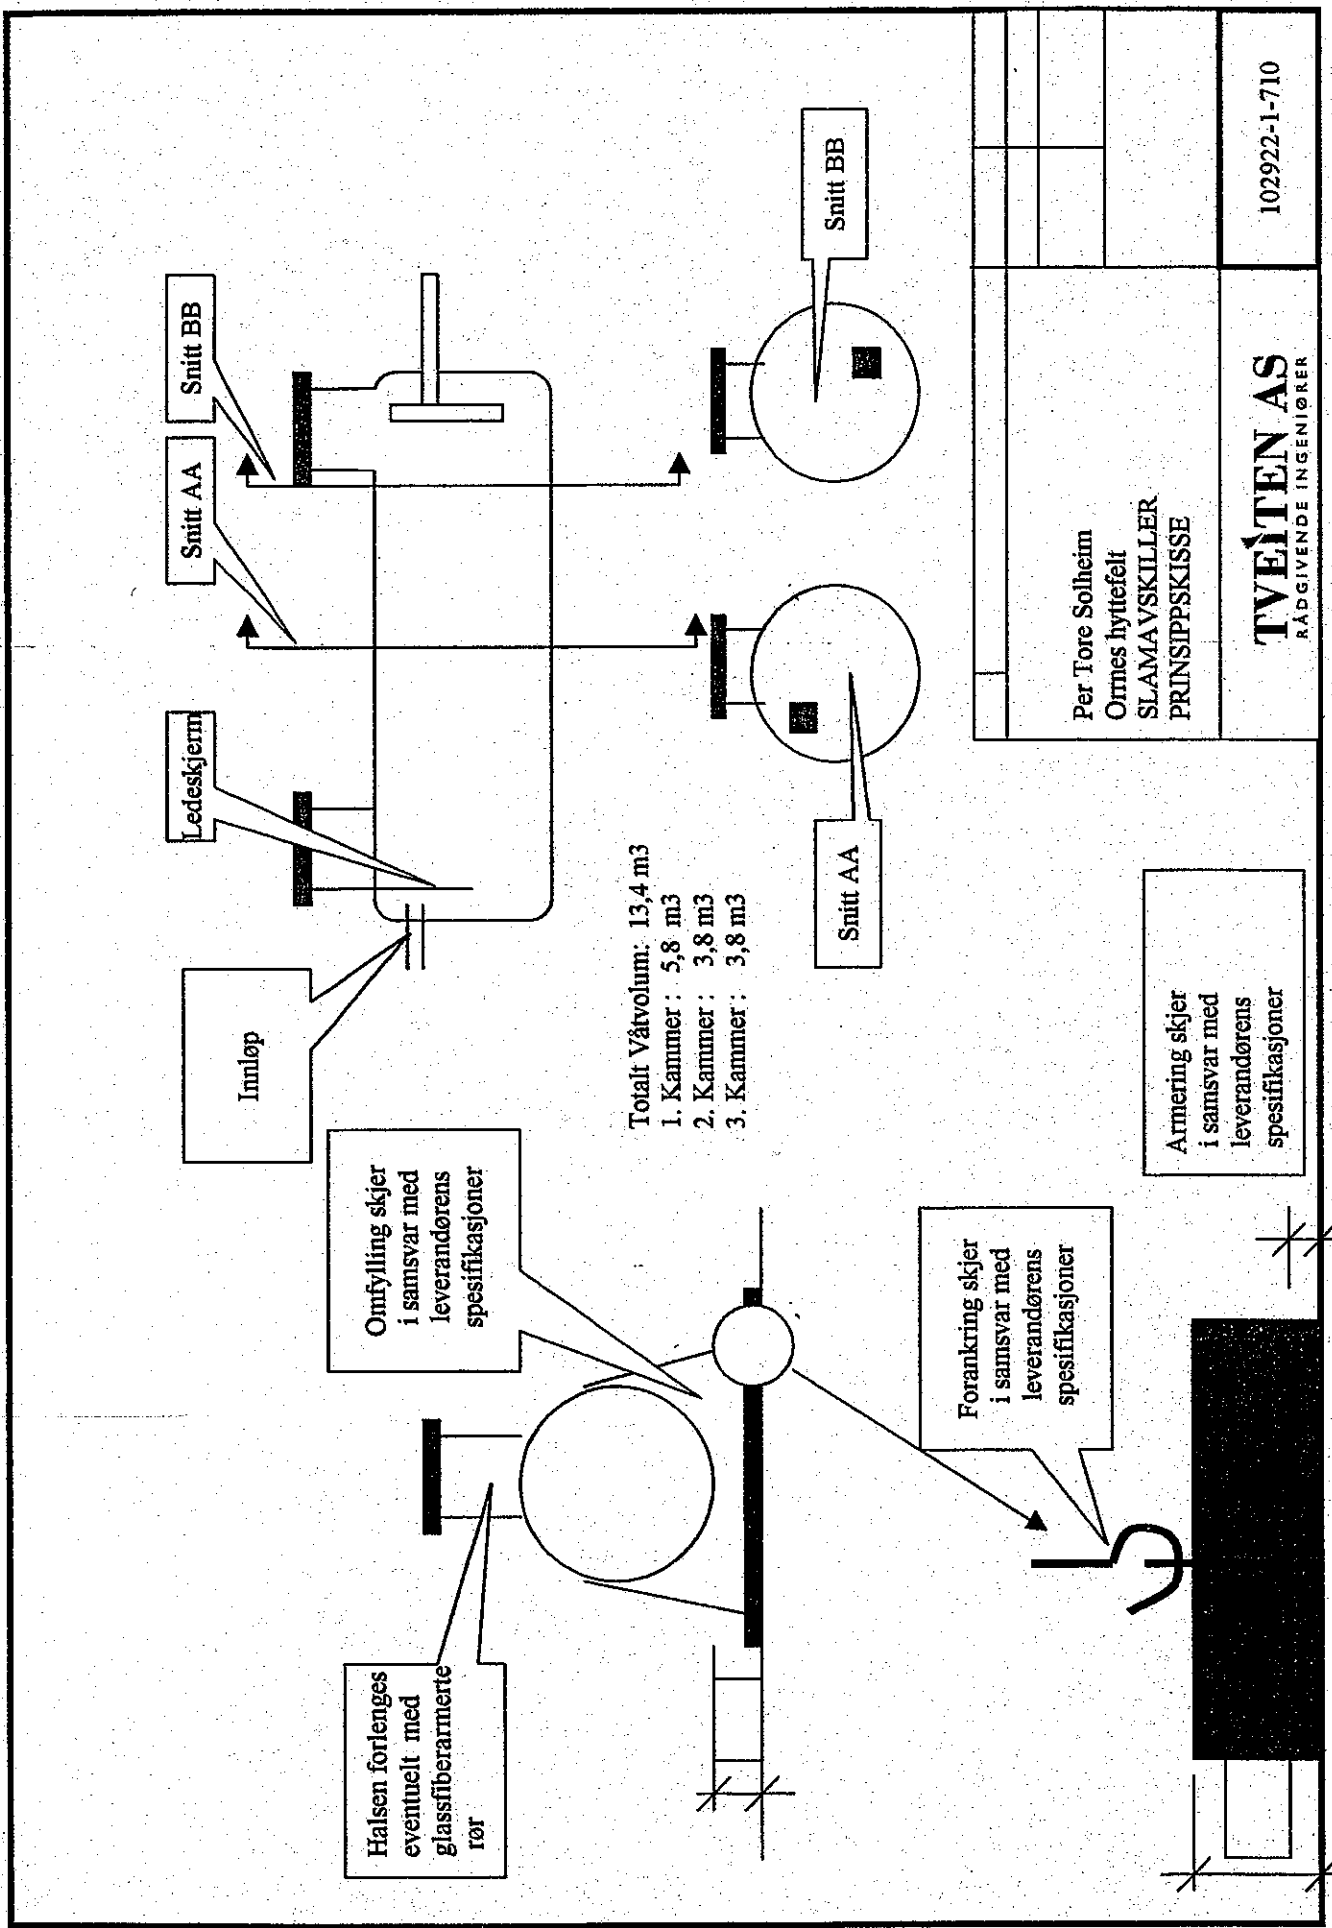 Halsen forlenges
eventuelt med
glassfiberarmerte
rør
Omfylling skjer
i samsvar med
leverandørens
spesifikasjoner
Innløp
Ledeskjerm
Snitt AA
Snitt BB
Totalt Våtvolum: 13,4 m3
1. Kammer : 5,8 m3
2. Kammer : 3,8 m3
3. Kammer : 3,8 m3
Snitt AA
Snitt BB
Forankring skjer
i samsvar med
leverandørens
spesifikasjoner
Armering skjer
i samsvar med
leverandørens
spesifikasjoner
Per Tore Solheim
Ornes hyttefelt
SLAMAVSKILLER
PRINSIPPSKISSE
TVEITEN AS
RÅDGIVENDE INGENIØRER
102922-1-710